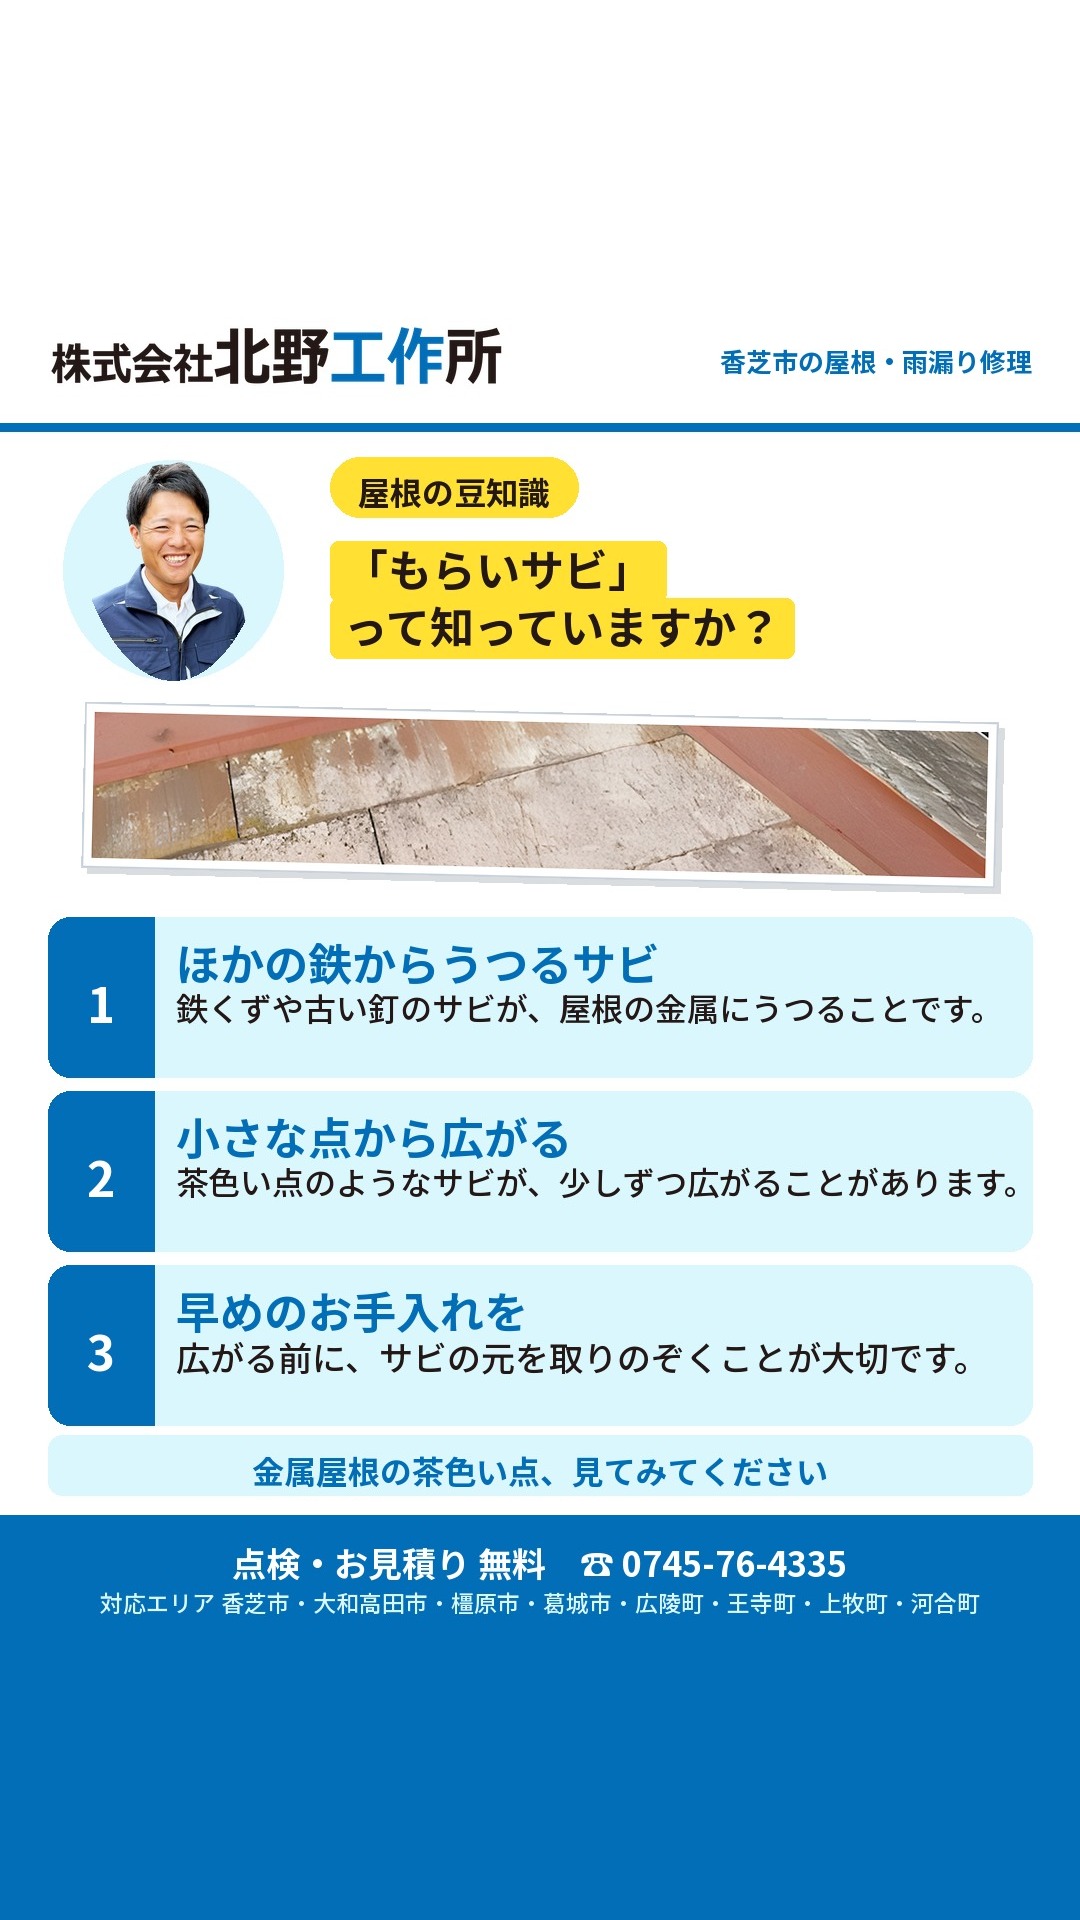 株式会社北野工作所
香芝市の屋根・雨漏り修理
屋根の豆知識
「もらいサビ」
って知っていますか？
1
ほかの鉄からうつるサビ
鉄くずや古い釘のサビが、屋根の金属にうつることです。
2
小さな点から広がる
茶色い点のようなサビが、少しずつ広がることがあります。
3
早めのお手入れを
広がる前に、サビの元を取りのぞくことが大切です。
金属屋根の茶色い点、見てみてください
点検・お見積り 無料　☎ 0745-76-4335
対応エリア 香芝市・大和高田市・橿原市・葛城市・広陵町・王寺町・上牧町・河合町